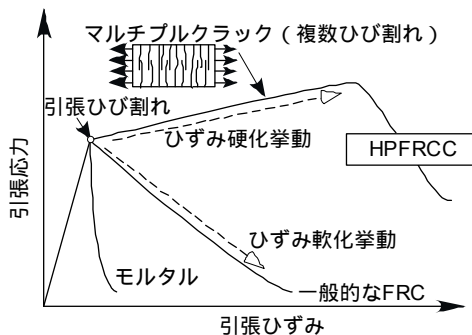 マルチプルクラック（複数ひび割れ）
引張ひび割れ
ひずみ硬化挙動
HPFRCC
引張応力
ひずみ軟化挙動
モルタル
一般的なFRC
引張ひずみ